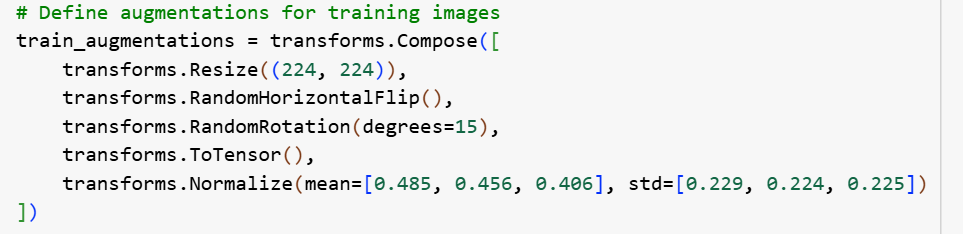 # Define augmentations for training images
train_augmentations = transforms.Compose([
    transforms.Resize((224, 224)),
    transforms.RandomHorizontalFlip(),
    transforms.RandomRotation(degrees=15),
    transforms.ToTensor(),
    transforms.Normalize(mean=[0.485, 0.456, 0.406], std=[0.229, 0.224, 0.225])
])